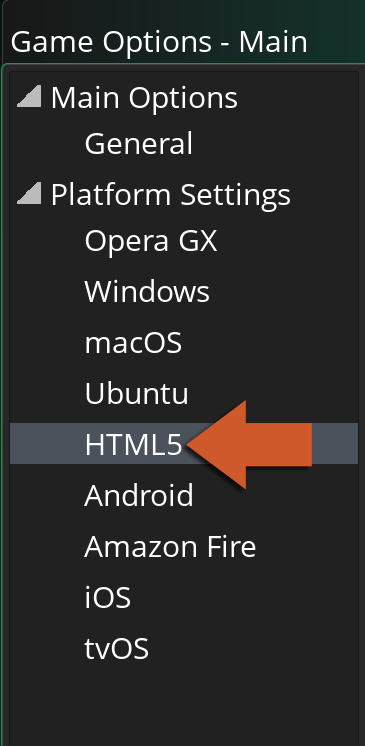 Game Options - Main
Main Options
General
Platform Settings
Opera GX
Windows
macOS
Ubuntu
HTML5
Android
Amazon Fire
iOS
tvOS